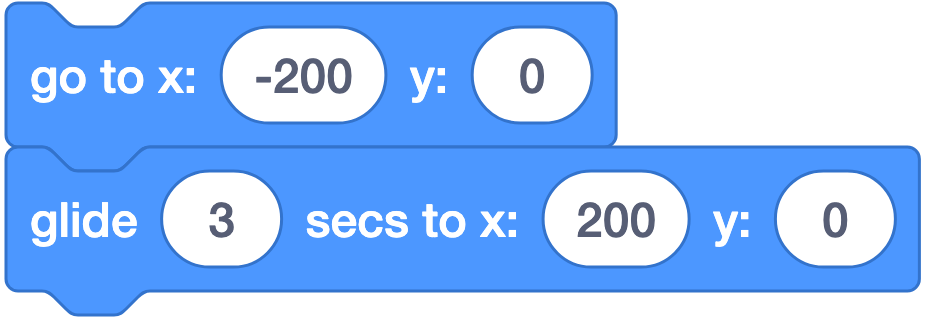 go to x: -200 y: 0
glide 3 secs to x: 200 y: 0